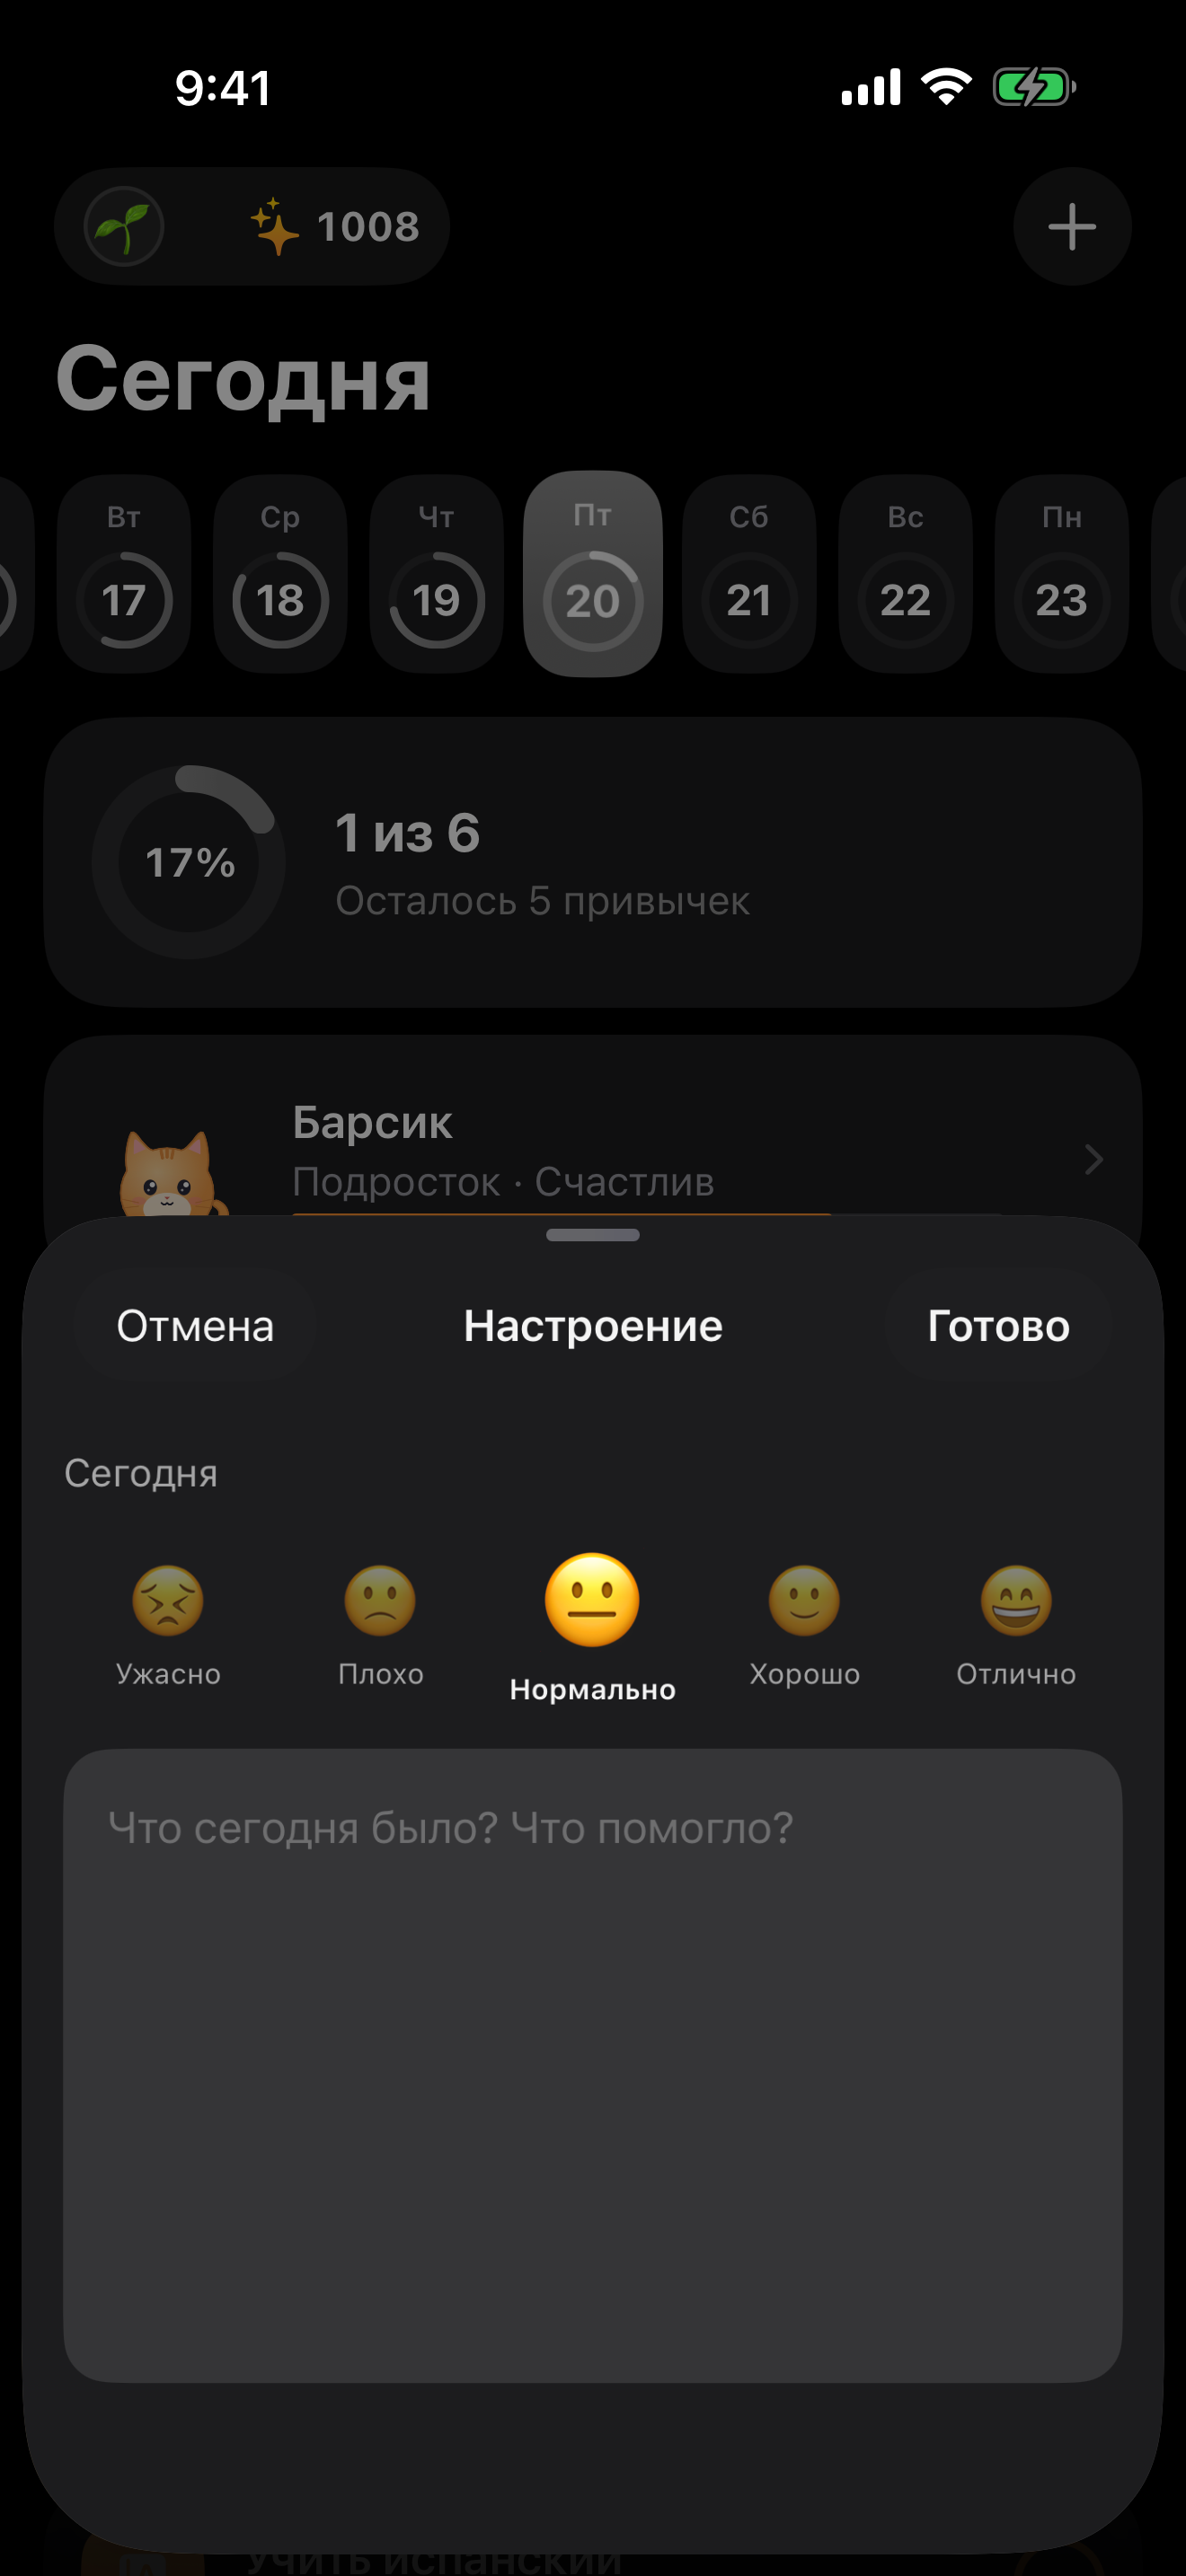 9:41
1008
Сегодня
Вт Ср Чт Пт Сб Вс Пн
17 18 19 20 21 22 23
17%
1 из 6
Осталось 5 привычек
Барсик
Подросток · Счастлив
Отмена Настроение Готово
Сегодня
Ужасно Плохо Нормально Хорошо Отлично
Что сегодня было? Что помогло?
Учить испанский